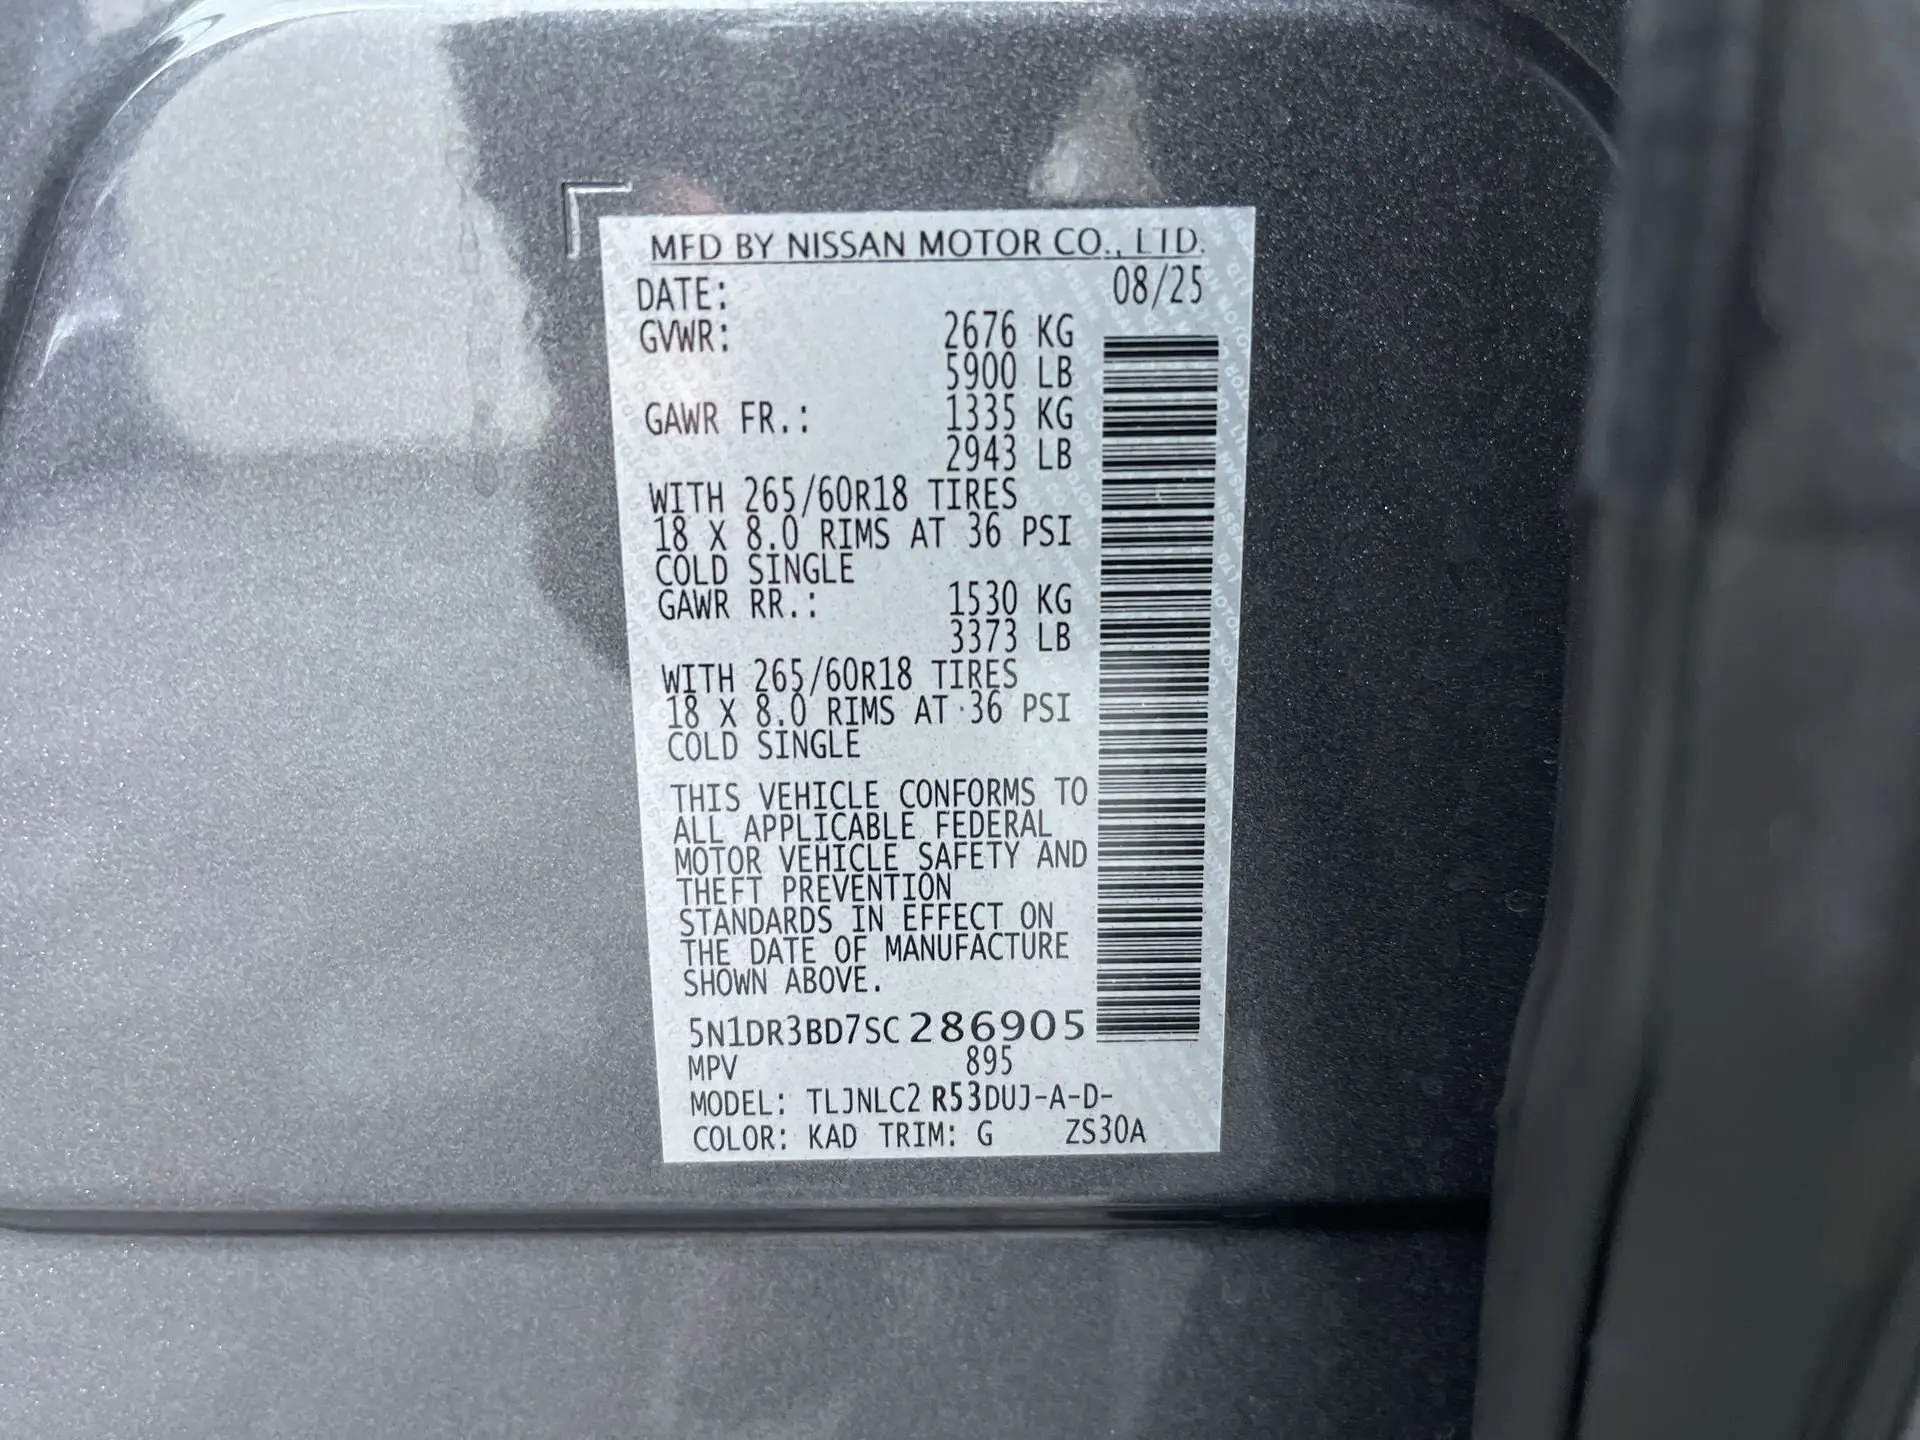 MFD BY NISSAN MOTOR CO., LTD.
DATE: 08/25
GVWR: 2676 KG
5900 LB
GAWR FR.: 1335 KG
2943 LB
WITH 265/60R18 TIRES
18 X 8.0 RIMS AT 36 PSI
COLD SINGLE
GAWR RR.: 1530 KG
3373 LB
WITH 265/60R18 TIRES
18 X 8.0 RIMS AT 36 PSI
COLD SINGLE
THIS VEHICLE CONFORMS TO
ALL APPLICABLE FEDERAL
MOTOR VEHICLE SAFETY AND
THEFT PREVENTION
STANDARDS IN EFFECT ON
THE DATE OF MANUFACTURE
SHOWN ABOVE.
5N1DR3BD7SC286905
MPV 895
MODEL: TLJNLC2 R53DUJ-A-D-
COLOR: KAD TRIM: G ZS30A